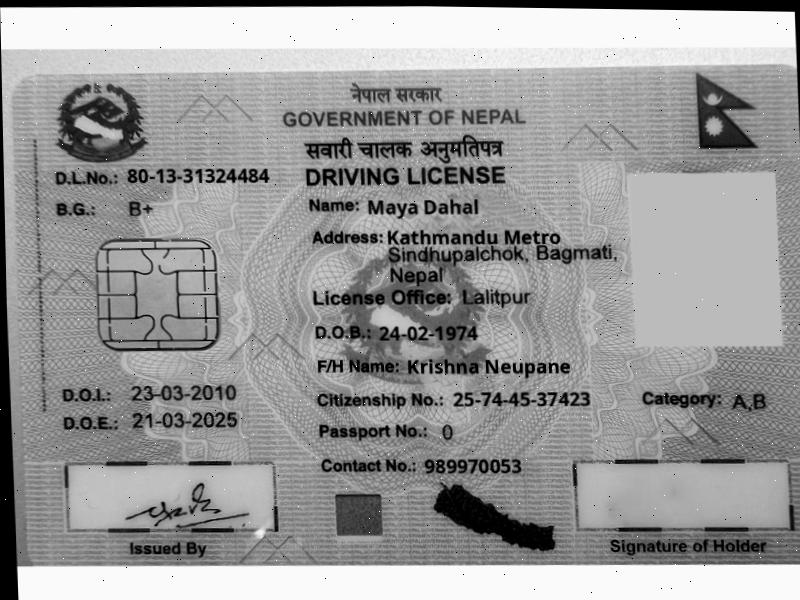 नेपाल सरकार
GOVERNMENT OF NEPAL
सवारी चालक अनुमतिपत्र
DRIVING LICENSE
D.L.No.: 80-13-31324484
B.G.: B+
Name: Maya Dahal
Address: Kathmandu Metro
Sindhupalchok, Bagmati,
Nepal
License Office: Lalitpur
D.O.B.: 24-02-1974
F/H Name: Krishna Neupane
D.O.I.: 23-03-2010
Citizenship No.: 25-74-45-37423
Category: A,B
D.O.E.: 21-03-2025
Passport No.: 0
Contact No.: 989970053
Issued By
Signature of Holder